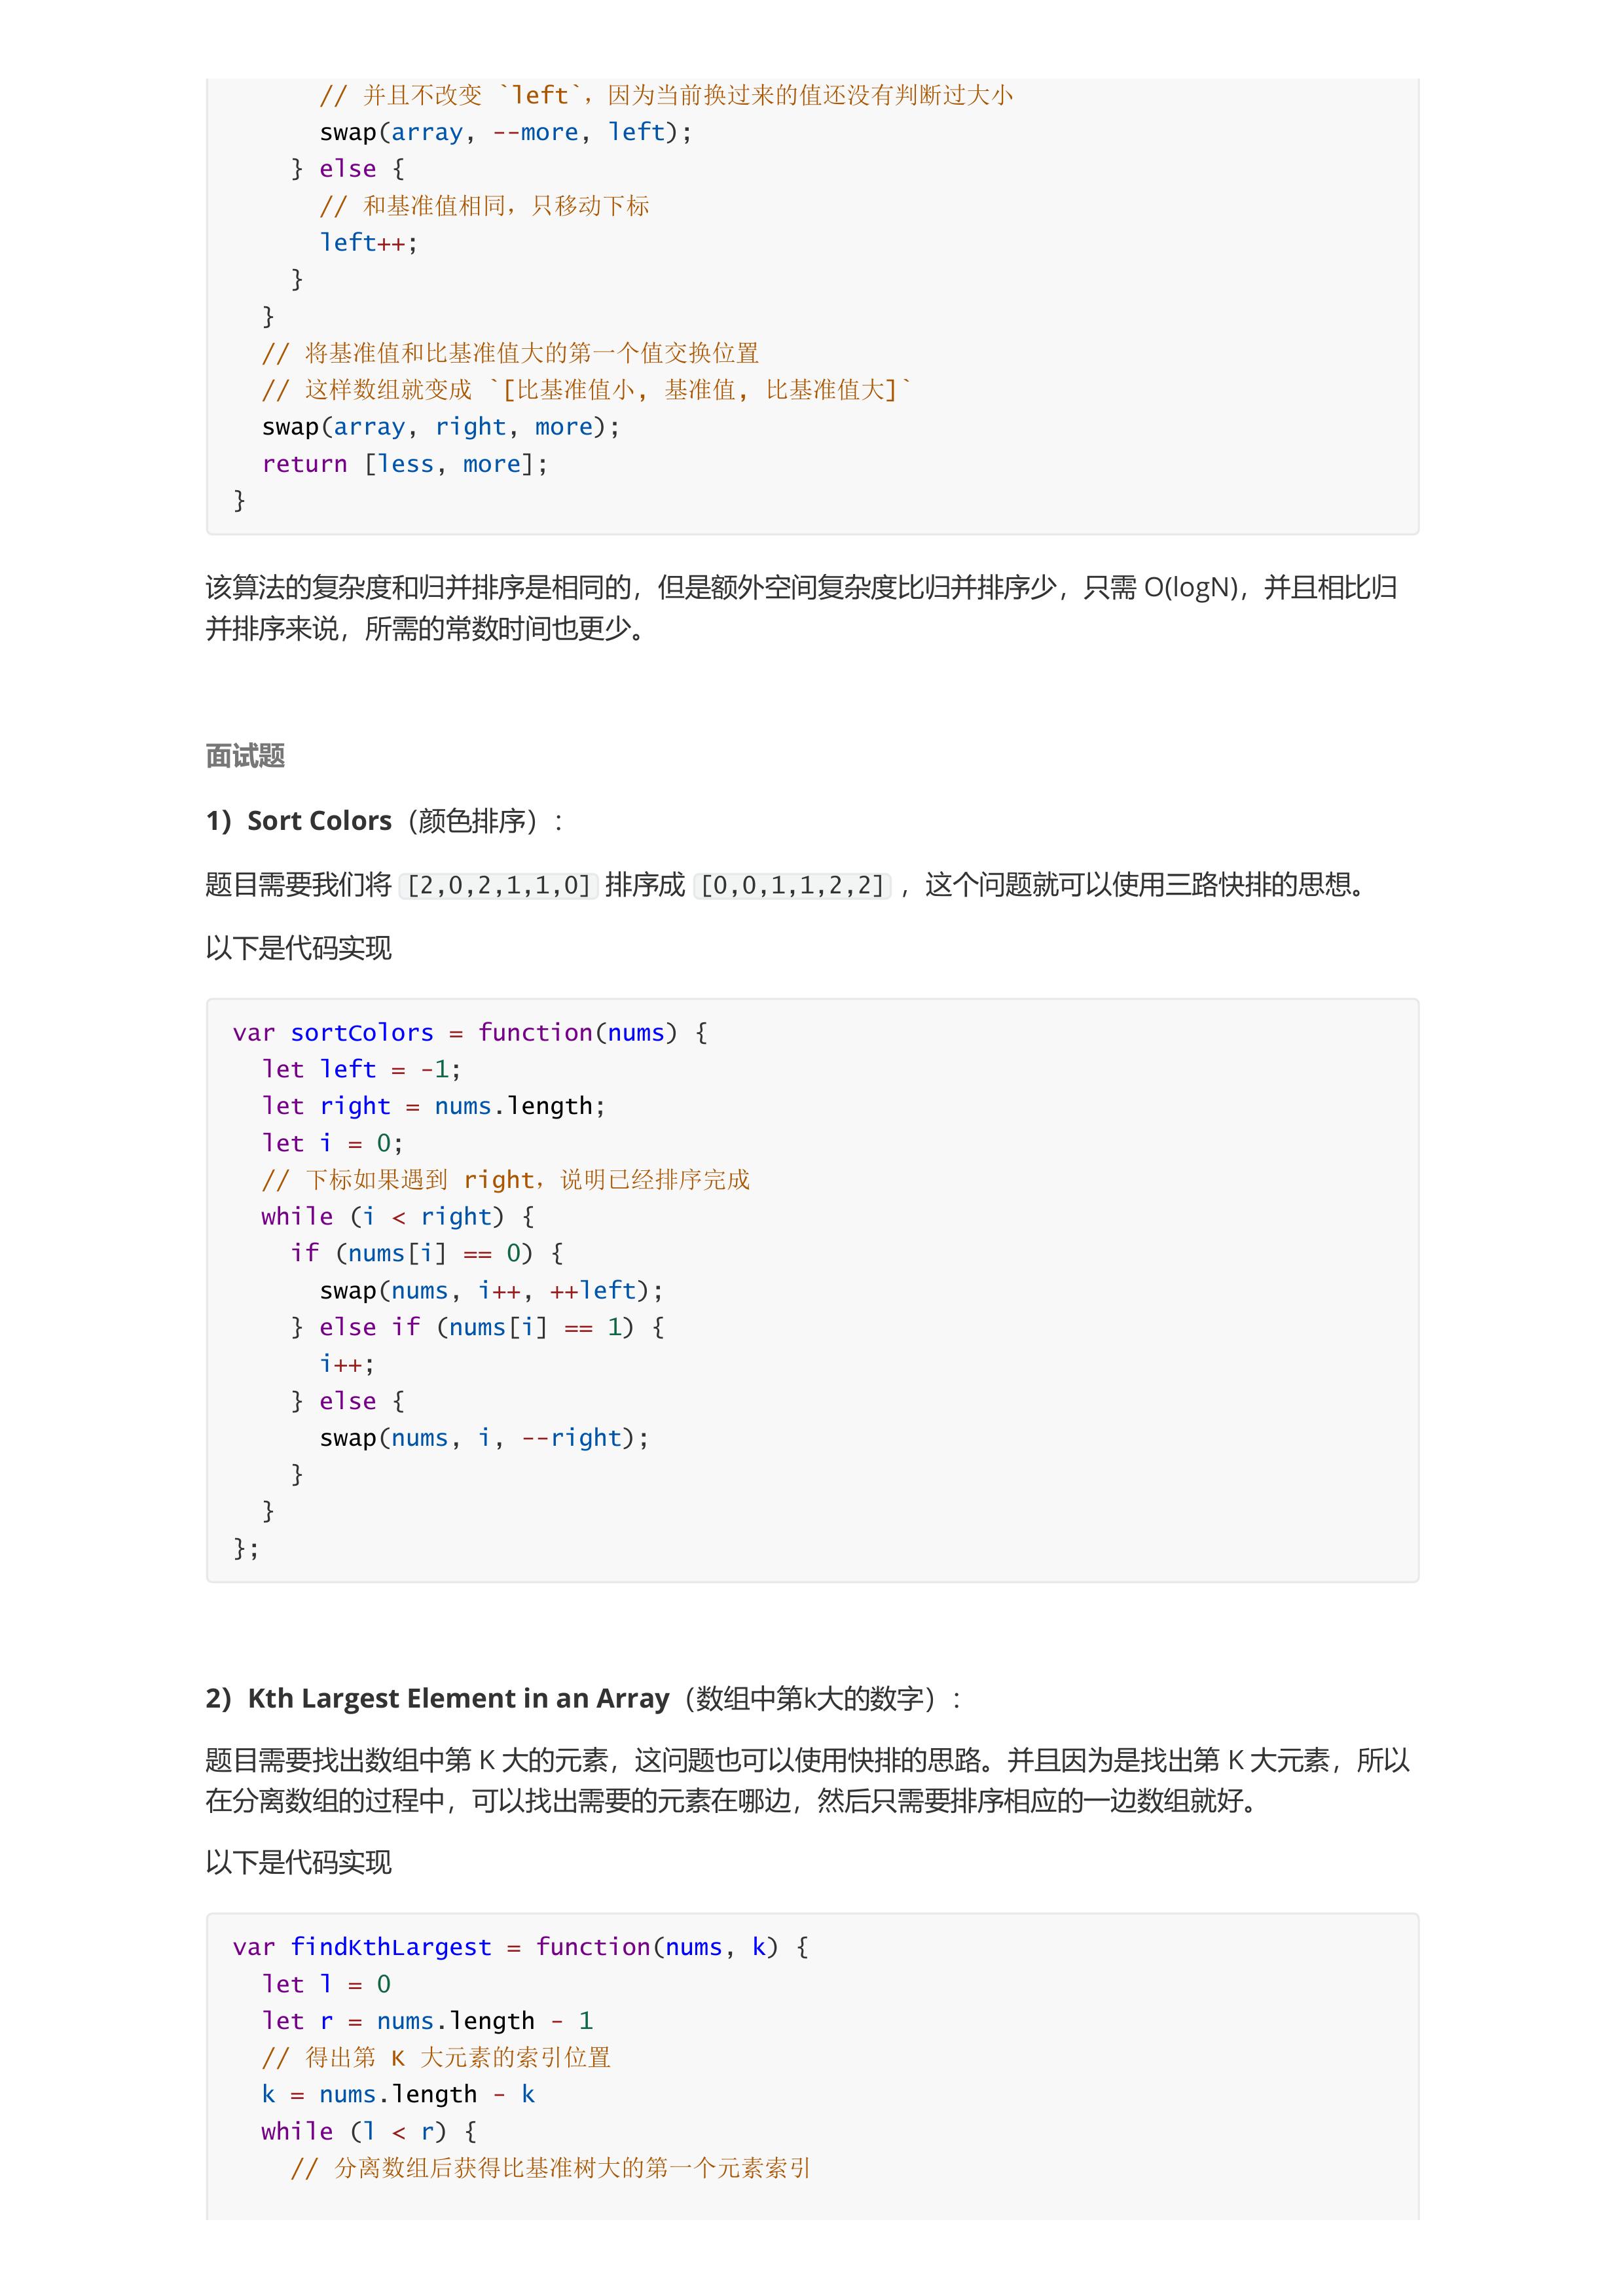 // 并且不改变 `left`，因为当前换过来的值还没有判断过大小
swap(array, --more, left);
} else {
// 和基准值相同，只移动下标
left++;
}
}
// 将基准值和比基准值大的第一个值交换位置
// 这样数组就变成 `[比基准值小, 基准值, 比基准值大]`
swap(array, right, more);
return [less, more];
}
该算法的复杂度和归并排序是相同的，但是额外空间复杂度比归并排序少，只需 O(logN)，并且相比归
并排序来说，所需的常数时间也更少。
面试题
1）Sort Colors（颜色排序）：
题目需要我们将 [2,0,2,1,1,0] 排序成 [0,0,1,1,2,2] ，这个问题就可以使用三路快排的思想。
以下是代码实现
var sortColors = function(nums) {
let left = -1;
let right = nums.length;
let i = 0;
// 下标如果遇到 right，说明已经排序完成
while (i < right) {
if (nums[i] == 0) {
swap(nums, i++, ++left);
} else if (nums[i] == 1) {
i++;
} else {
swap(nums, i, --right);
}
}
};
2）Kth Largest Element in an Array（数组中第k大的数字）：
题目需要找出数组中第 K 大的元素，这问题也可以使用快排的思路。并且因为是找出第 K 大元素，所以
在分离数组的过程中，可以找出需要的元素在哪边，然后只需要排序相应的一边数组就好。
以下是代码实现
var findKthLargest = function(nums, k) {
let l = 0
let r = nums.length - 1
// 得出第 K 大元素的索引位置
k = nums.length - k
while (l < r) {
// 分离数组后获得比基准树大的第一个元素索引